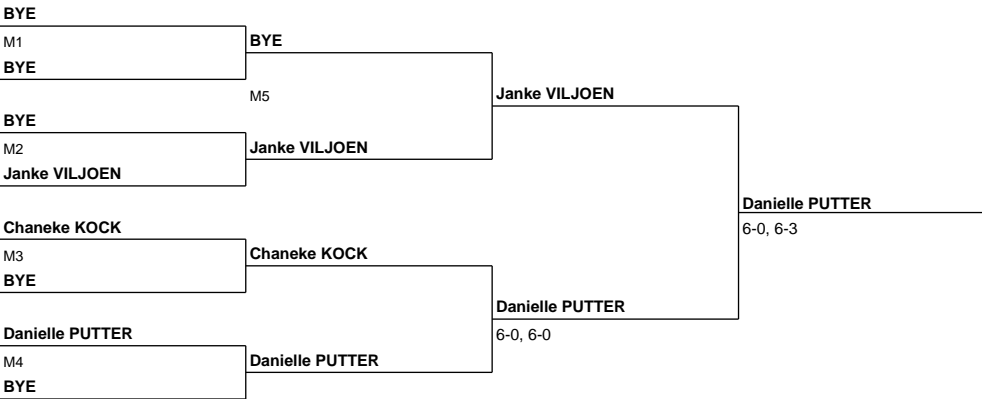 BYE
M1
BYE
BYE
M5
BYE
M2
Janke VILJOEN
Janke VILJOEN
Janke VILJOEN
Chaneke KOCK
M3
BYE
Chaneke KOCK
Danielle PUTTER
M4
BYE
Danielle PUTTER
Danielle PUTTER
6-0, 6-0
Danielle PUTTER
6-0, 6-3